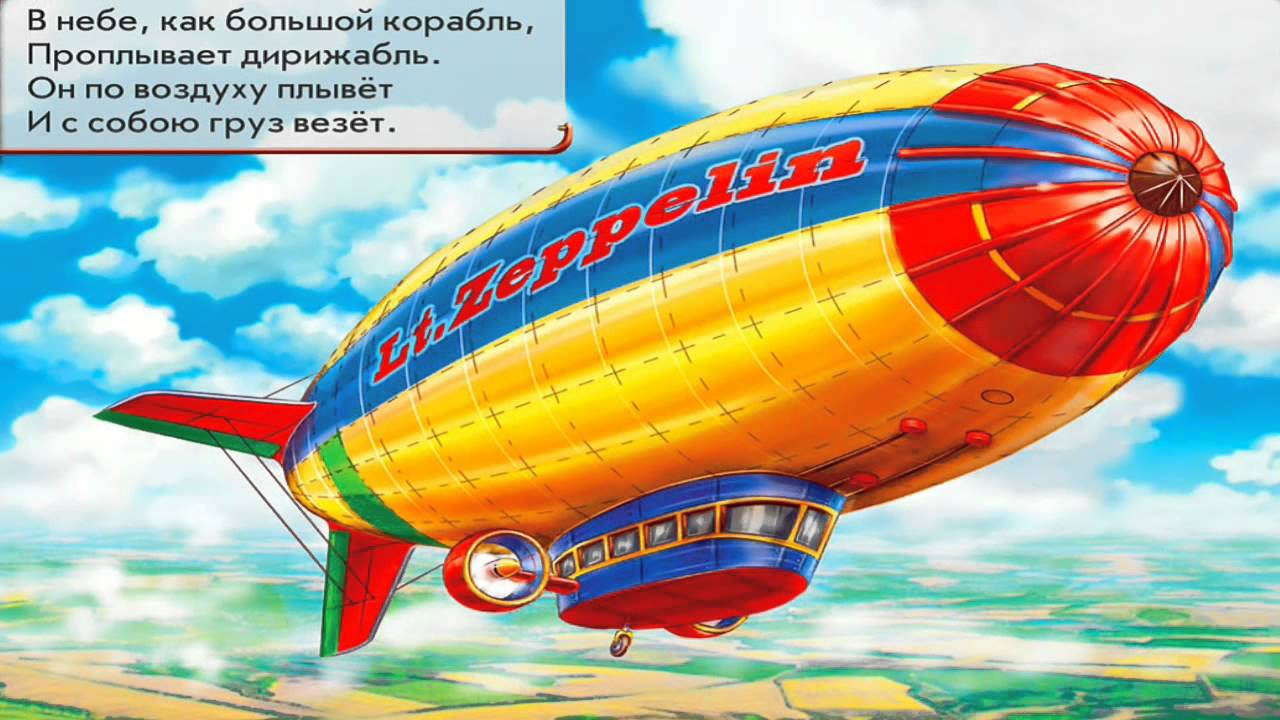 В небе, как большой корабль,
Проплывает дирижабль.
Он по воздуху плывёт
И с собою груз везёт.
Lt. Zeppelin